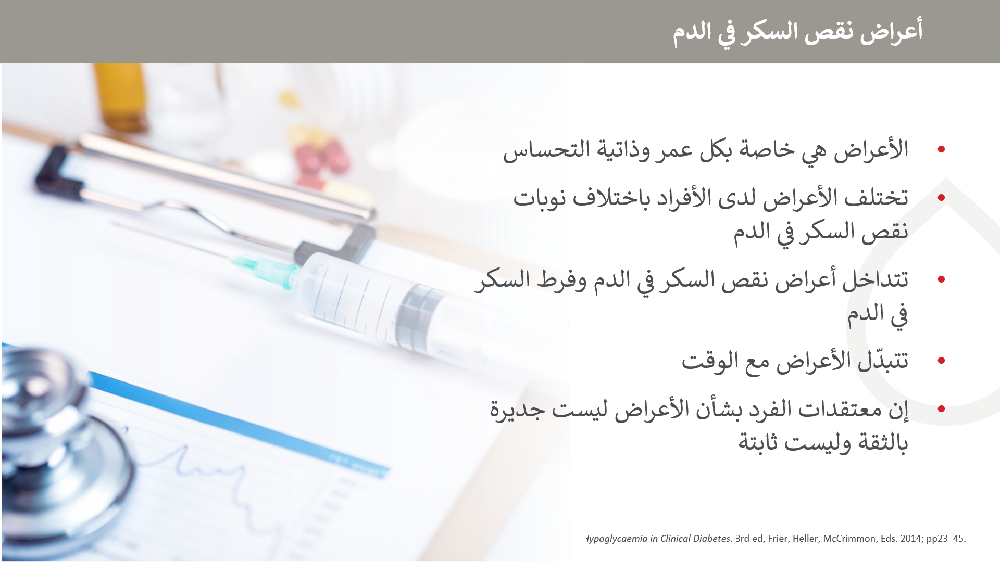 أعراض نقص السكر في الدم
• الأعراض هي خاصة بكل عمر وذاتية التحساس
• تختلف الأعراض لدى الأفراد باختلاف نوبات
نقص السكر في الدم
• تتداخل أعراض نقص السكر في الدم وفرط السكر
في الدم
• تتبدّل الأعراض مع الوقت
• إن معتقدات الفرد بشأن الأعراض ليست جديرة
بالثقة وليست ثابتة
Hypoglycaemia in Clinical Diabetes. 3rd ed, Frier, Heller, McCrimmon, Eds. 2014; pp23–45.